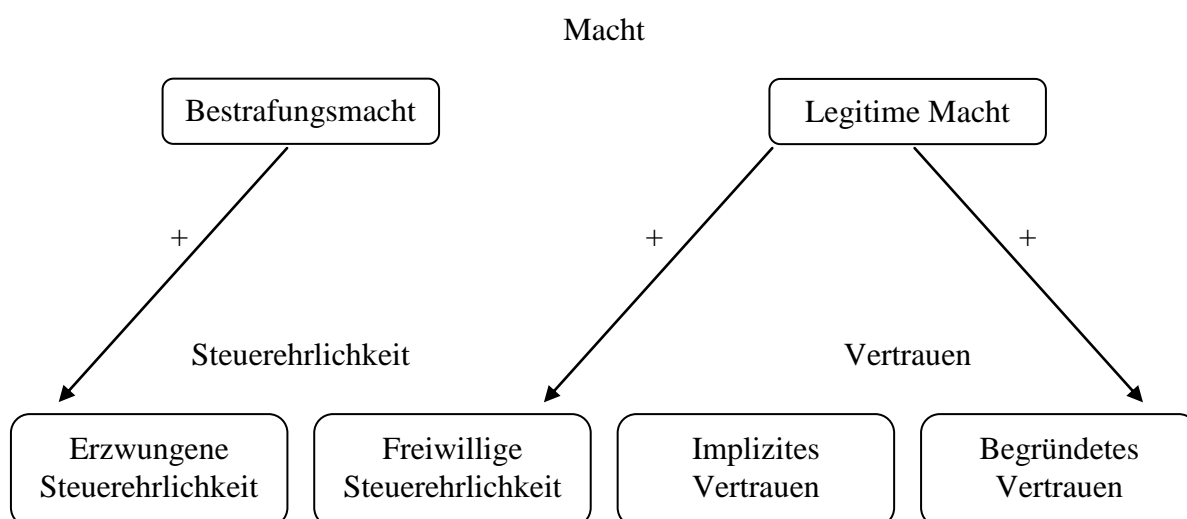 Macht
Bestrafungsmacht
Legitime Macht
+
+
+
Steuerehrlichkeit
Vertrauen
Erzwungene
Steuerehrlichkeit
Freiwillige
Steuerehrlichkeit
Implizites
Vertrauen
Begründetes
Vertrauen